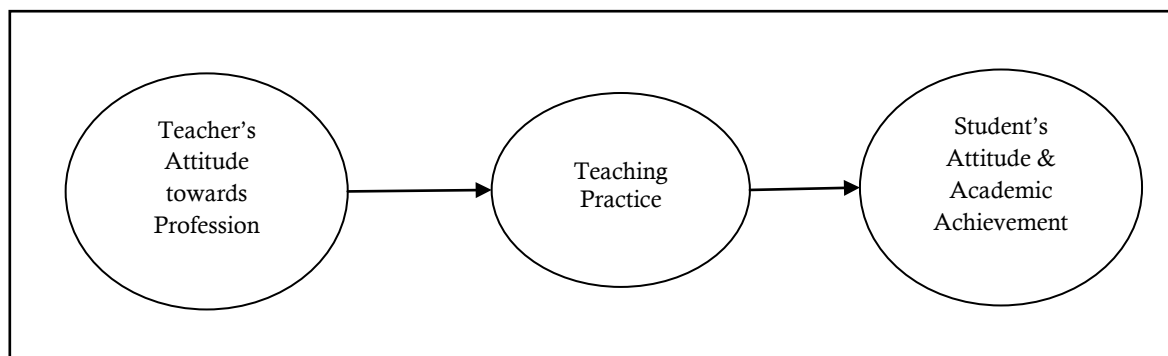 Teacher’s
Attitude
towards
Profession
Teaching
Practice
Student’s
Attitude &
Academic
Achievement